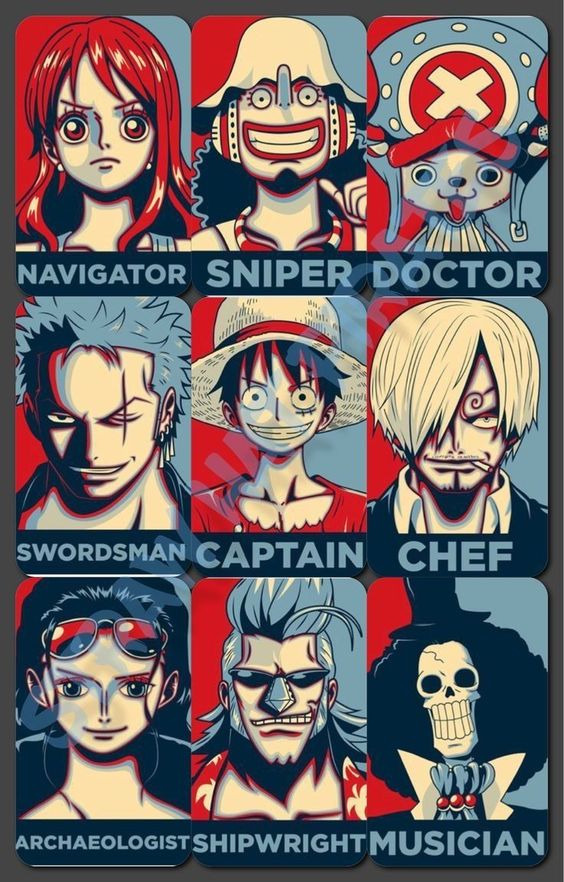 NAVIGATOR
SNIPER
DOCTOR
SWORDSMAN
CAPTAIN
CHEF
ARCHAEOLOGIST
SHIPWRIGHT
MUSICIAN